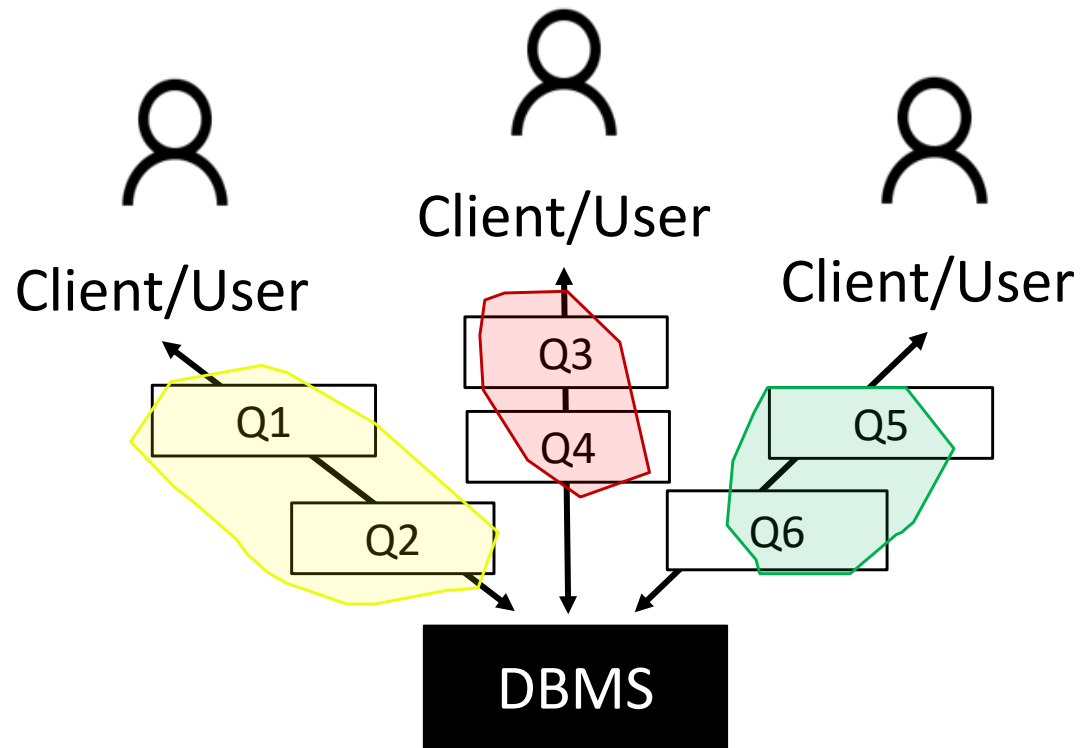 Client/User
Client/User
Client/User
Q1
Q2
Q3
Q4
Q5
Q6
DBMS